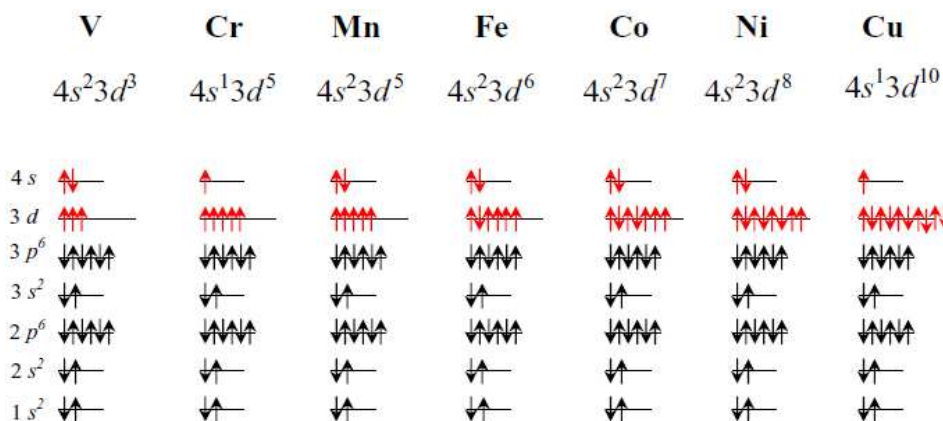 V Cr Mn Fe Co Ni Cu
4s²3d³ 4s¹3d⁵ 4s²3d⁵ 4s²3d⁶ 4s²3d⁷ 4s²3d⁸ 4s¹3d¹⁰
4 s
3 d
3 p⁶
3 s²
2 p⁶
2 s²
1 s²